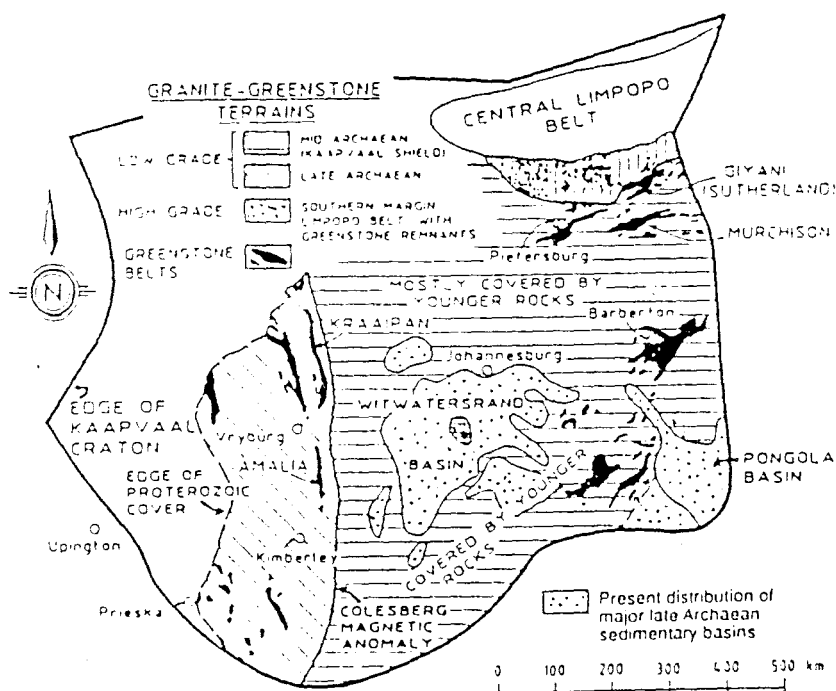 GRANITE-GREENSTONE
TERRAINS
LOW GRADE
MID ARCHAEAN
(KAAPVAAL SHIELD)
LATE ARCHAEAN
HIGH GRADE
SOUTHERN MARGIN
LIMPOPO BELT WITH
GREENSTONE REMNANTS
GREENSTONE
BELTS
N
CENTRAL LIMPOPO
BELT
GIYANI
(SUTHERLAND)
MURCHISON
Pietersburg
MOSTLY COVERED BY
YOUNGER ROCKS
Barberton
KRAAIPAN
Johannesburg
EDGE OF
KAAPVAAL
CRATON
WITWATERSRAND
BASIN
Vryburg
AMALIA
EDGE OF
PROTEROZOIC
COVER
PONGOLA
BASIN
COVERED BY YOUNGER
ROCKS
Upington
Kimberley
Prieska
COLESBERG
MAGNETIC
ANOMALY
Present distribution of
major late Archaean
sedimentary basins
0 100 200 300 400 500 km